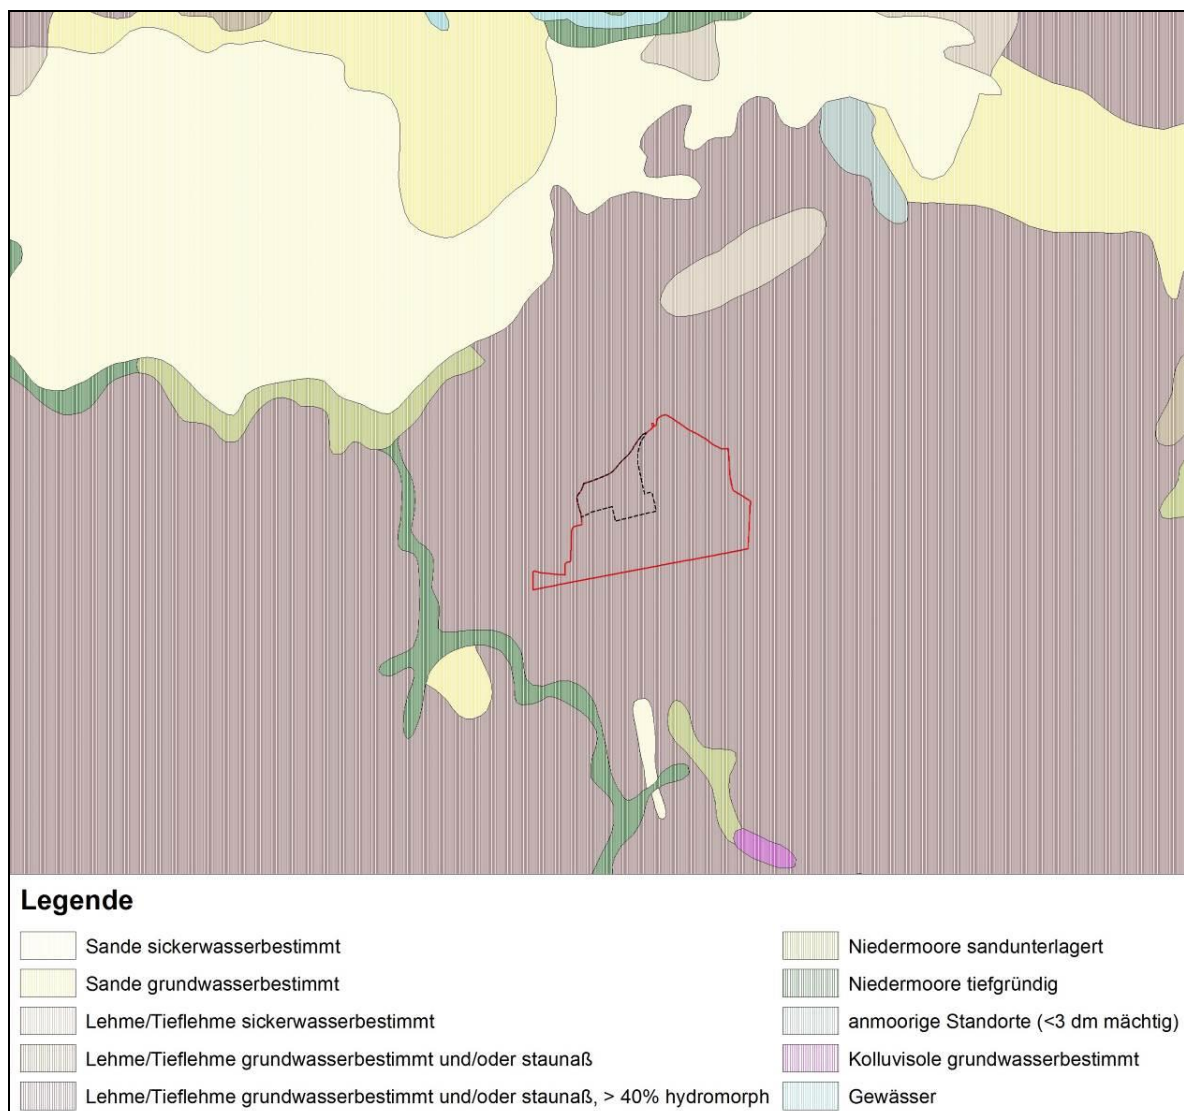 Legende
Sande sickerwasserbestimmt
Sande grundwasserbestimmt
Lehme/Tieflehme sickerwasserbestimmt
Lehme/Tieflehme grundwasserbestimmt und/oder staunaß
Lehme/Tieflehme grundwasserbestimmt und/oder staunaß, > 40% hydromorph
Niedermoore sandunterlagert
Niedermoore tiefgründig
anmoorige Standorte (<3 dm mächtig)
Kolluvisole grundwasserbestimmt
Gewässer